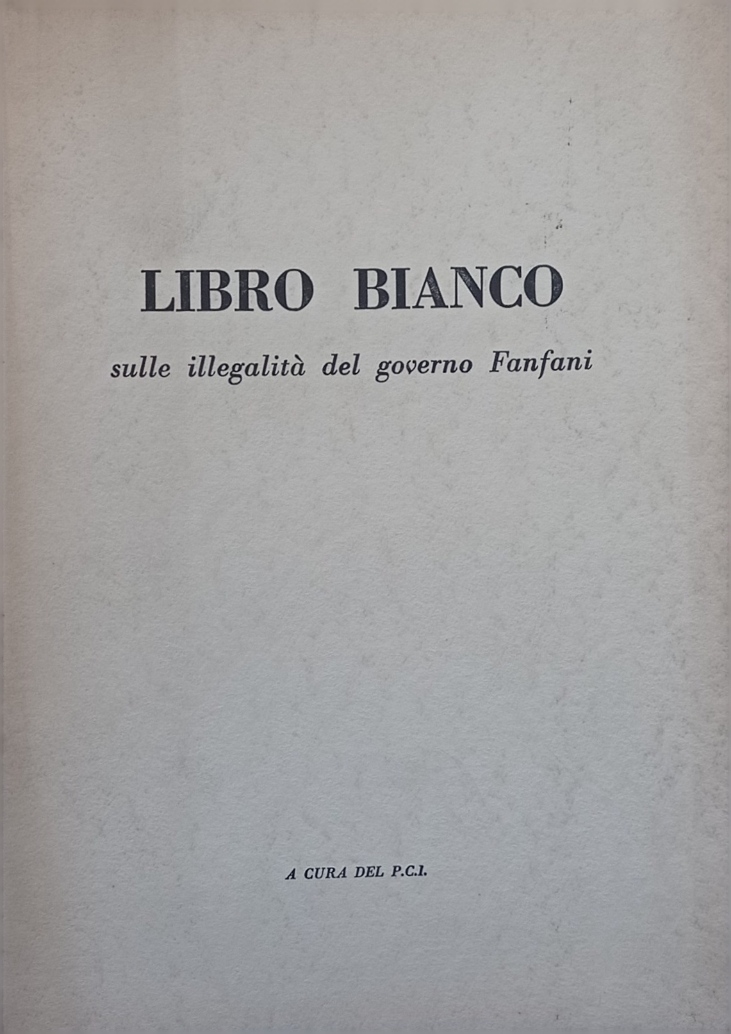 LIBRO BIANCO
sulle illegalità del governo Fanfani
A CURA DEL P.C.I.